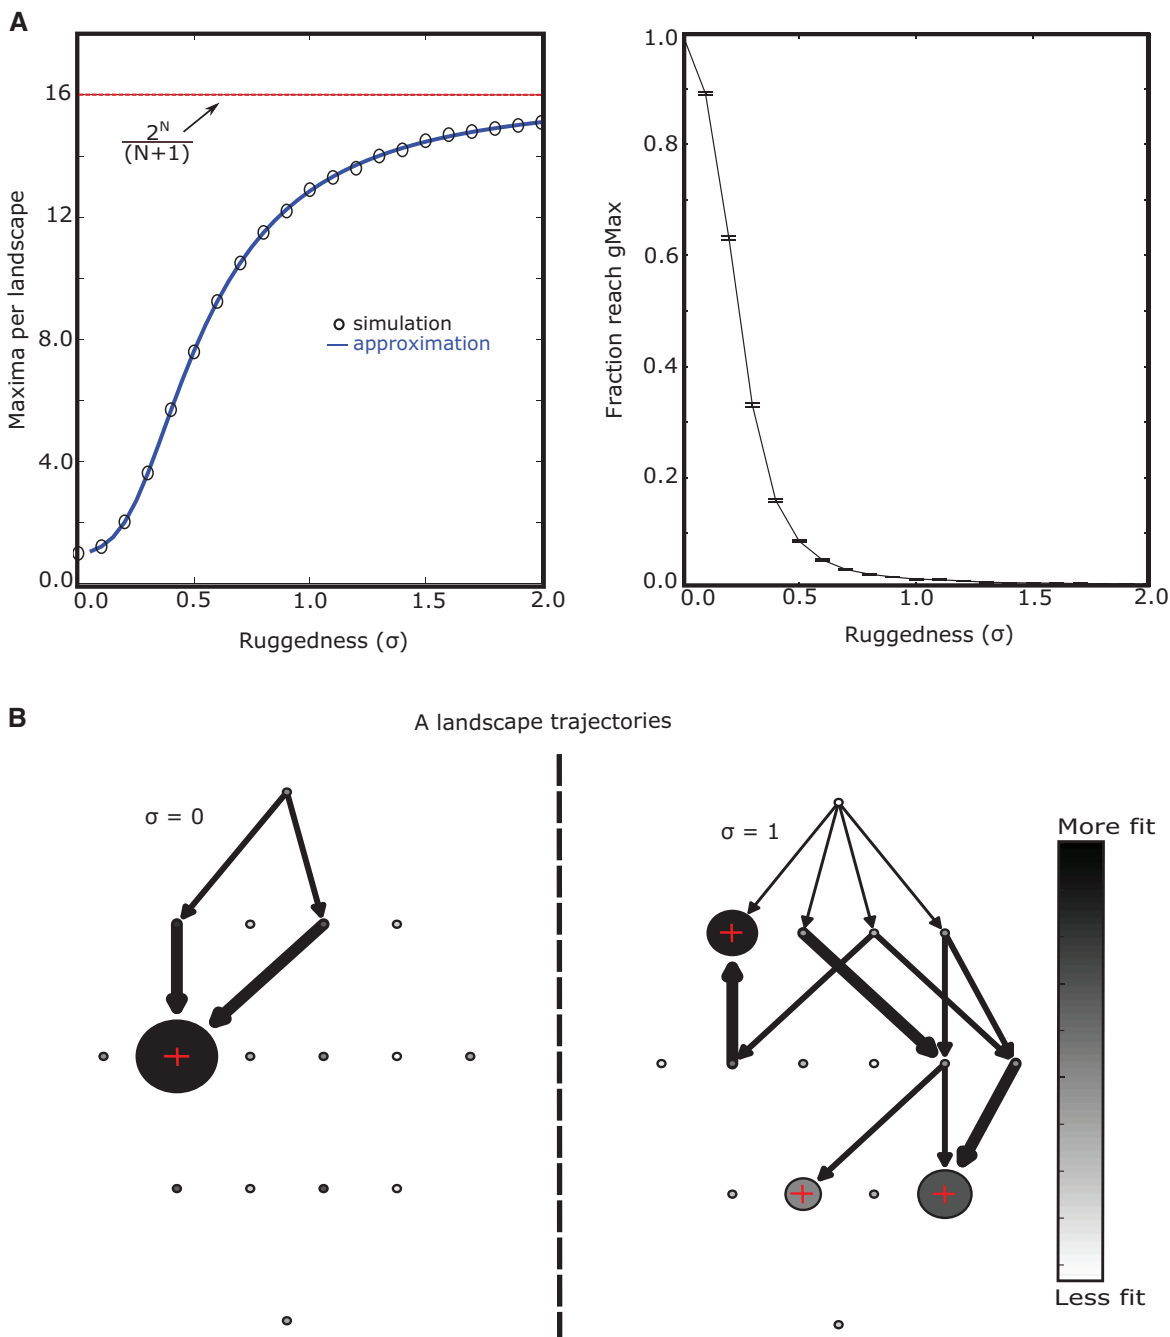 A
16
12
8.0
4.0
0.0
2^N
(N+1)
simulation
approximation
Maxima per landscape
0.0 0.5 1.0 1.5 2.0
Ruggedness (σ)
1.0
0.8
0.6
0.4
0.2
0.0
Fraction reach gMax
0.0 0.5 1.0 1.5 2.0
Ruggedness (σ)
B
A landscape trajectories
σ = 0
σ = 1
More fit
Less fit